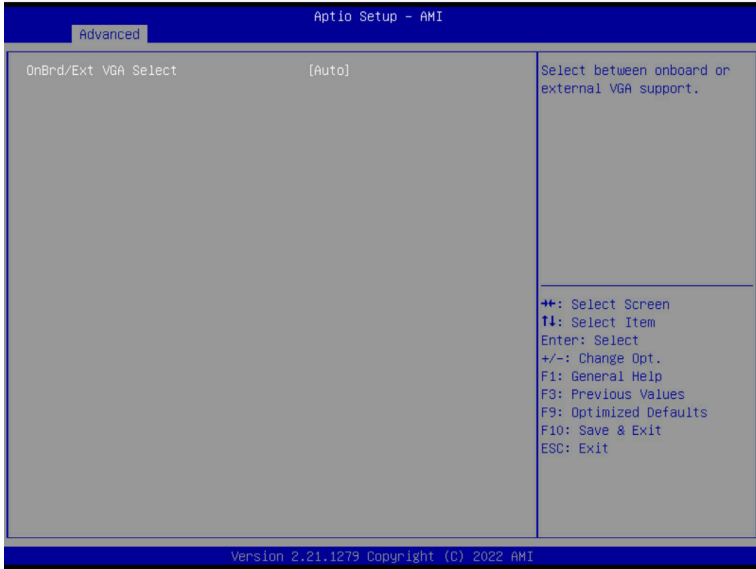 Aptio Setup – AMI
Advanced
OnBrd/Ext VGA Select [Auto]
Select between onboard or
external VGA support.
→←: Select Screen
↑↓: Select Item
Enter: Select
+/-: Change Opt.
F1: General Help
F3: Previous Values
F9: Optimized Defaults
F10: Save & Exit
ESC: Exit
Version 2.21.1279 Copyright (C) 2022 AMI